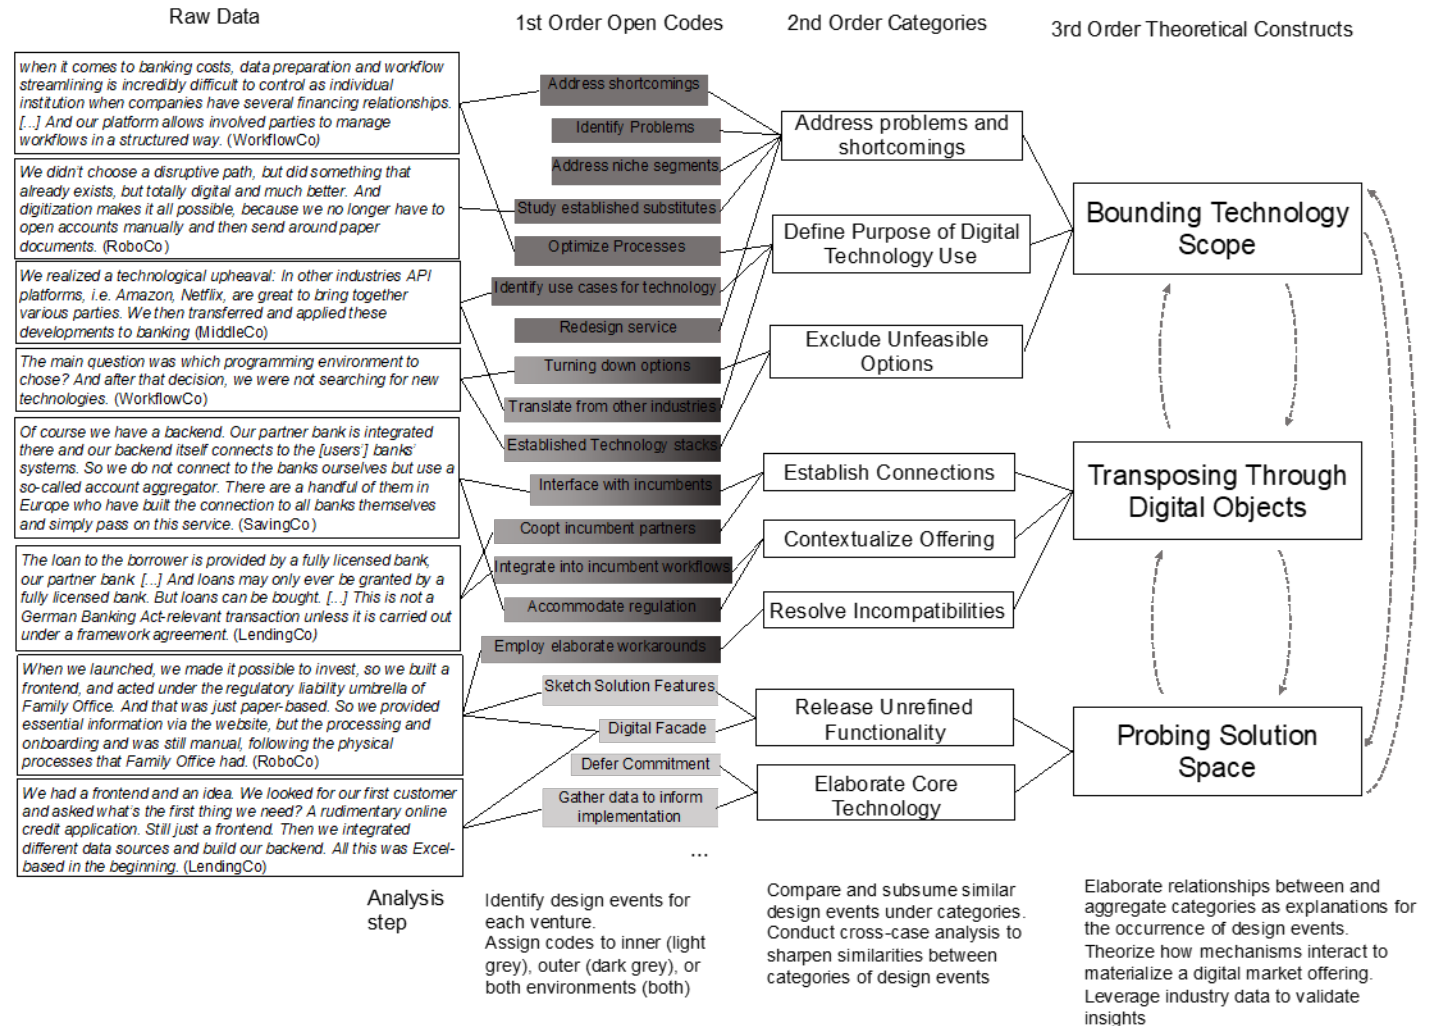 Raw Data
1st Order Open Codes
2nd Order Categories
3rd Order Theoretical Constructs
when it comes to banking costs, data preparation and workflow
streamlining is incredibly difficult to control as individual
institution when companies have several financing relationships.
[...] And our platform allows involved parties to manage
workflows in a structured way. (WorkflowCo)
We didn't choose a disruptive path, but did something that
already exists, but totally digital and much better. And
digitization makes it all possible, because we no longer have to
open accounts manually and then send around paper
documents. (RoboCo)
We realized a technological upheaval: In other industries API
platforms, i.e. Amazon, Netflix, are great to bring together
various parties. We then transferred and applied these
developments to banking (MiddleCo)
The main question was which programming environment to
chose? And after that decision, we were not searching for new
technologies. (WorkflowCo)
Of course we have a backend. Our partner bank is integrated
there and our backend itself connects to the [users'] banks'
systems. So we do not connect to the banks ourselves but use a
so-called account aggregator. There are a handful of them in
Europe who have built the connection to all banks themselves
and simply pass on this service. (SavingCo)
The loan to the borrower is provided by a fully licensed bank,
our partner bank. [...] And loans may only ever be granted by a
fully licensed bank. But loans can be bought. [...] This is not a
German Banking Act-relevant transaction unless it is carried out
under a framework agreement. (LendingCo)
When we launched, we made it possible to invest, so we built a
frontend, and acted under the regulatory liability umbrella of
Family Office. And that was just paper-based. So we provided
essential information via the website, but the processing and
onboarding and was still manual, following the physical
processes that Family Office had. (RoboCo)
We had a frontend and an idea. We looked for our first customer
and asked what's the first thing we need? A rudimentary online
credit application. Still just a frontend. Then we integrated
different data sources and build our backend. All this was Excel-
based in the beginning. (LendingCo)
Address shortcomings
Identify Problems
Address niche segments
Study established substitutes
Optimize Processes
Identify use cases for technology
Redesign service
Turning down options
Translate from other industries
Established Technology stacks
Interface with incumbents
Coopt incumbent partners
Integrate into incumbent workflows
Accommodate regulation
Employ elaborate workarounds
Sketch Solution Features
Digital Facade
Defer Commitment
Gather data to inform
implementation
...
Address problems and
shortcomings
Define Purpose of Digital
Technology Use
Exclude Unfeasible
Options
Establish Connections
Contextualize Offering
Resolve Incompatibilities
Release Unrefined
Functionality
Elaborate Core
Technology
Bounding Technology
Scope
Transposing Through
Digital Objects
Probing Solution
Space
Analysis
step
Identify design events for
each venture.
Assign codes to inner (light
grey), outer (dark grey), or
both environments (both)
Compare and subsume similar
design events under categories.
Conduct cross-case analysis to
sharpen similarities between
categories of design events
Elaborate relationships between and
aggregate categories as explanations for
the occurrence of design events.
Theorize how mechanisms interact to
materialize a digital market offering.
Leverage industry data to validate
insights